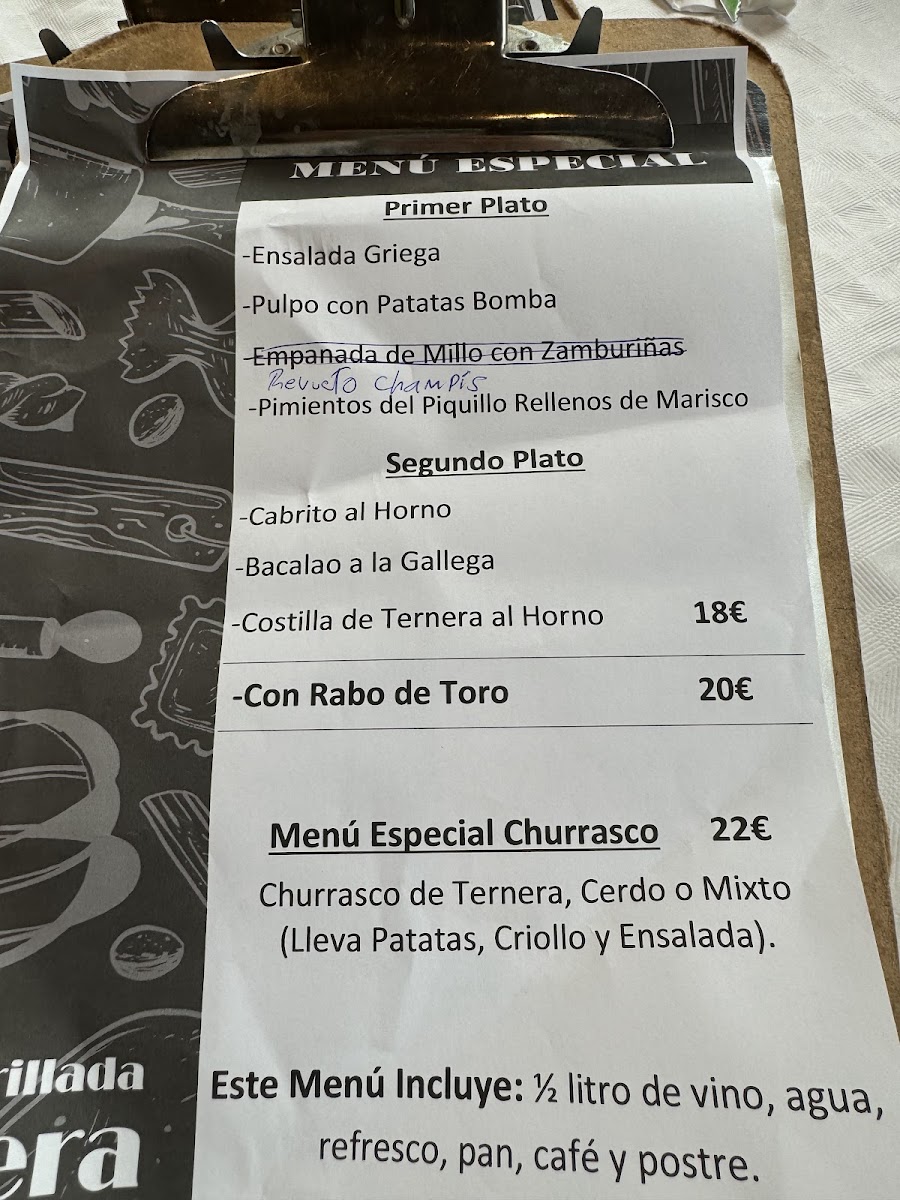 MENÚ ESPECIAL
Primer Plato
-Ensalada Griega
-Pulpo con Patatas Bomba
-Empanada de Millo con Zamburiñas
Revuelto champis
-Pimientos del Piquillo Rellenos de Marisco
Segundo Plato
-Cabrito al Horno
-Bacalao a la Gallega
-Costilla de Ternera al Horno 18€
-Con Rabo de Toro 20€
Menú Especial Churrasco 22€
Churrasco de Ternera, Cerdo o Mixto
(Lleva Patatas, Criollo y Ensalada).
rillada
era
Este Menú Incluye: ½ litro de vino, agua,
refresco, pan, café y postre.